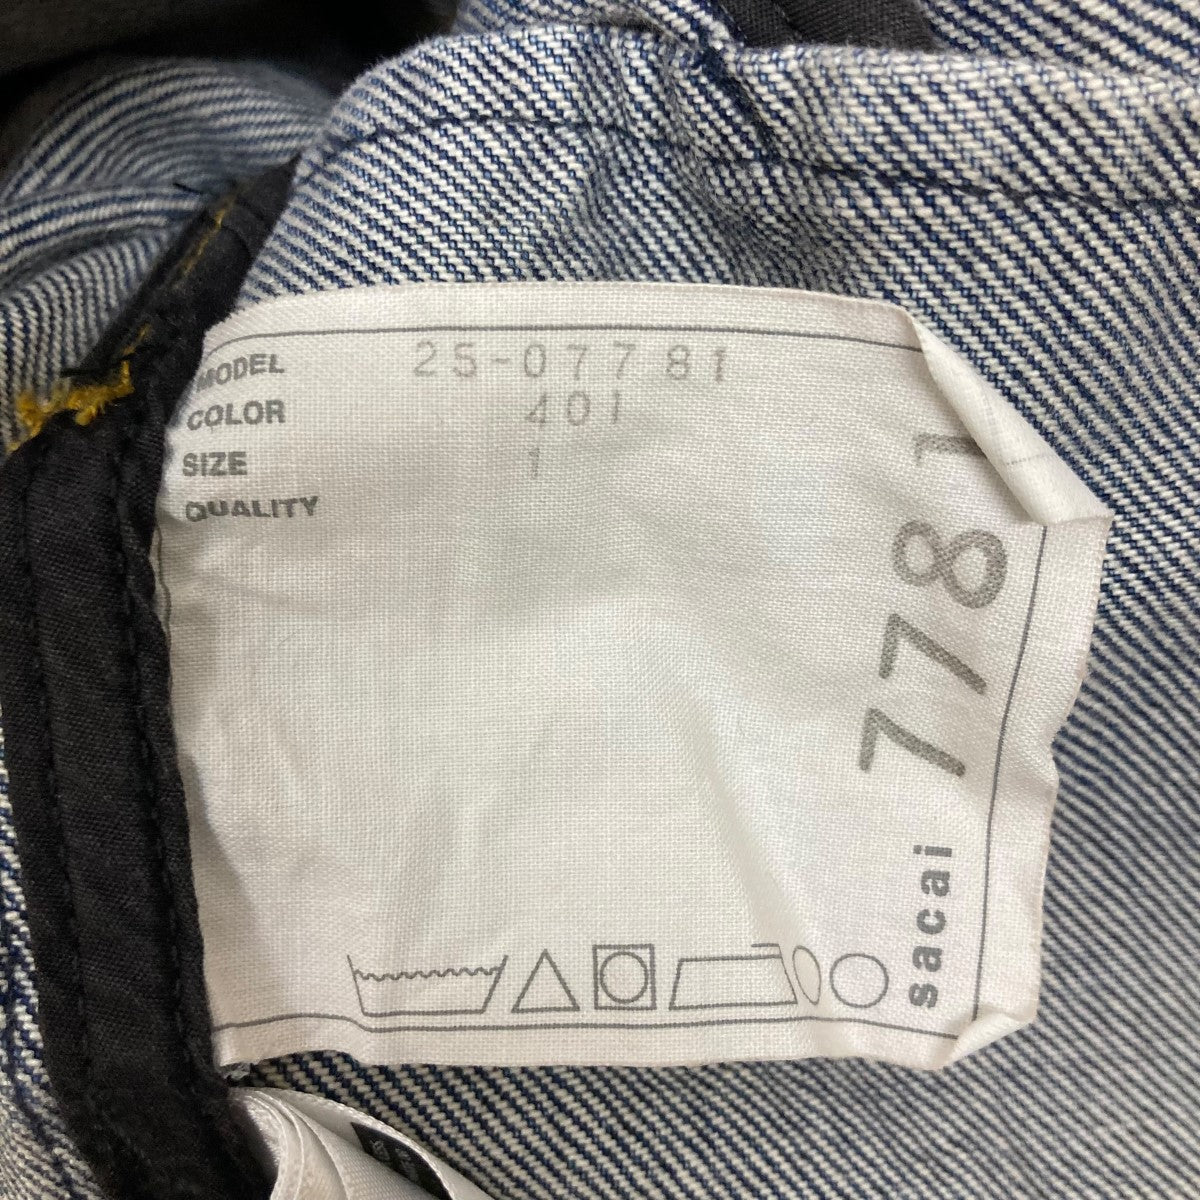 MODEL 25-07781
COLOR 401
SIZE 1
QUALITY
7781
sacai